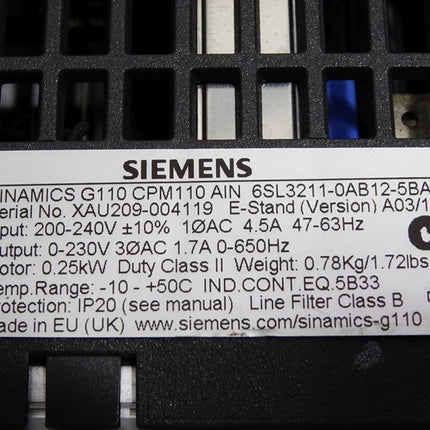 SIEMENS
INAMICS G110 CPM110 AIN 6SL3211-0AB12-5BA
erial No. XAU209-004119 E-Stand (Version) A03/1
put: 200-240V ±10% 1ØAC 4.5A 47-63Hz
utput: 0-230V 3ØAC 1.7A 0-650Hz
otor: 0.25kW Duty Class II Weight: 0.78Kg/1.72lbs
emp.Range: -10 - +50C IND.CONT.EQ.5B33
rotection: IP20 (see manual) Line Filter Class B
ade in EU (UK) www.siemens.com/sinamics-g110